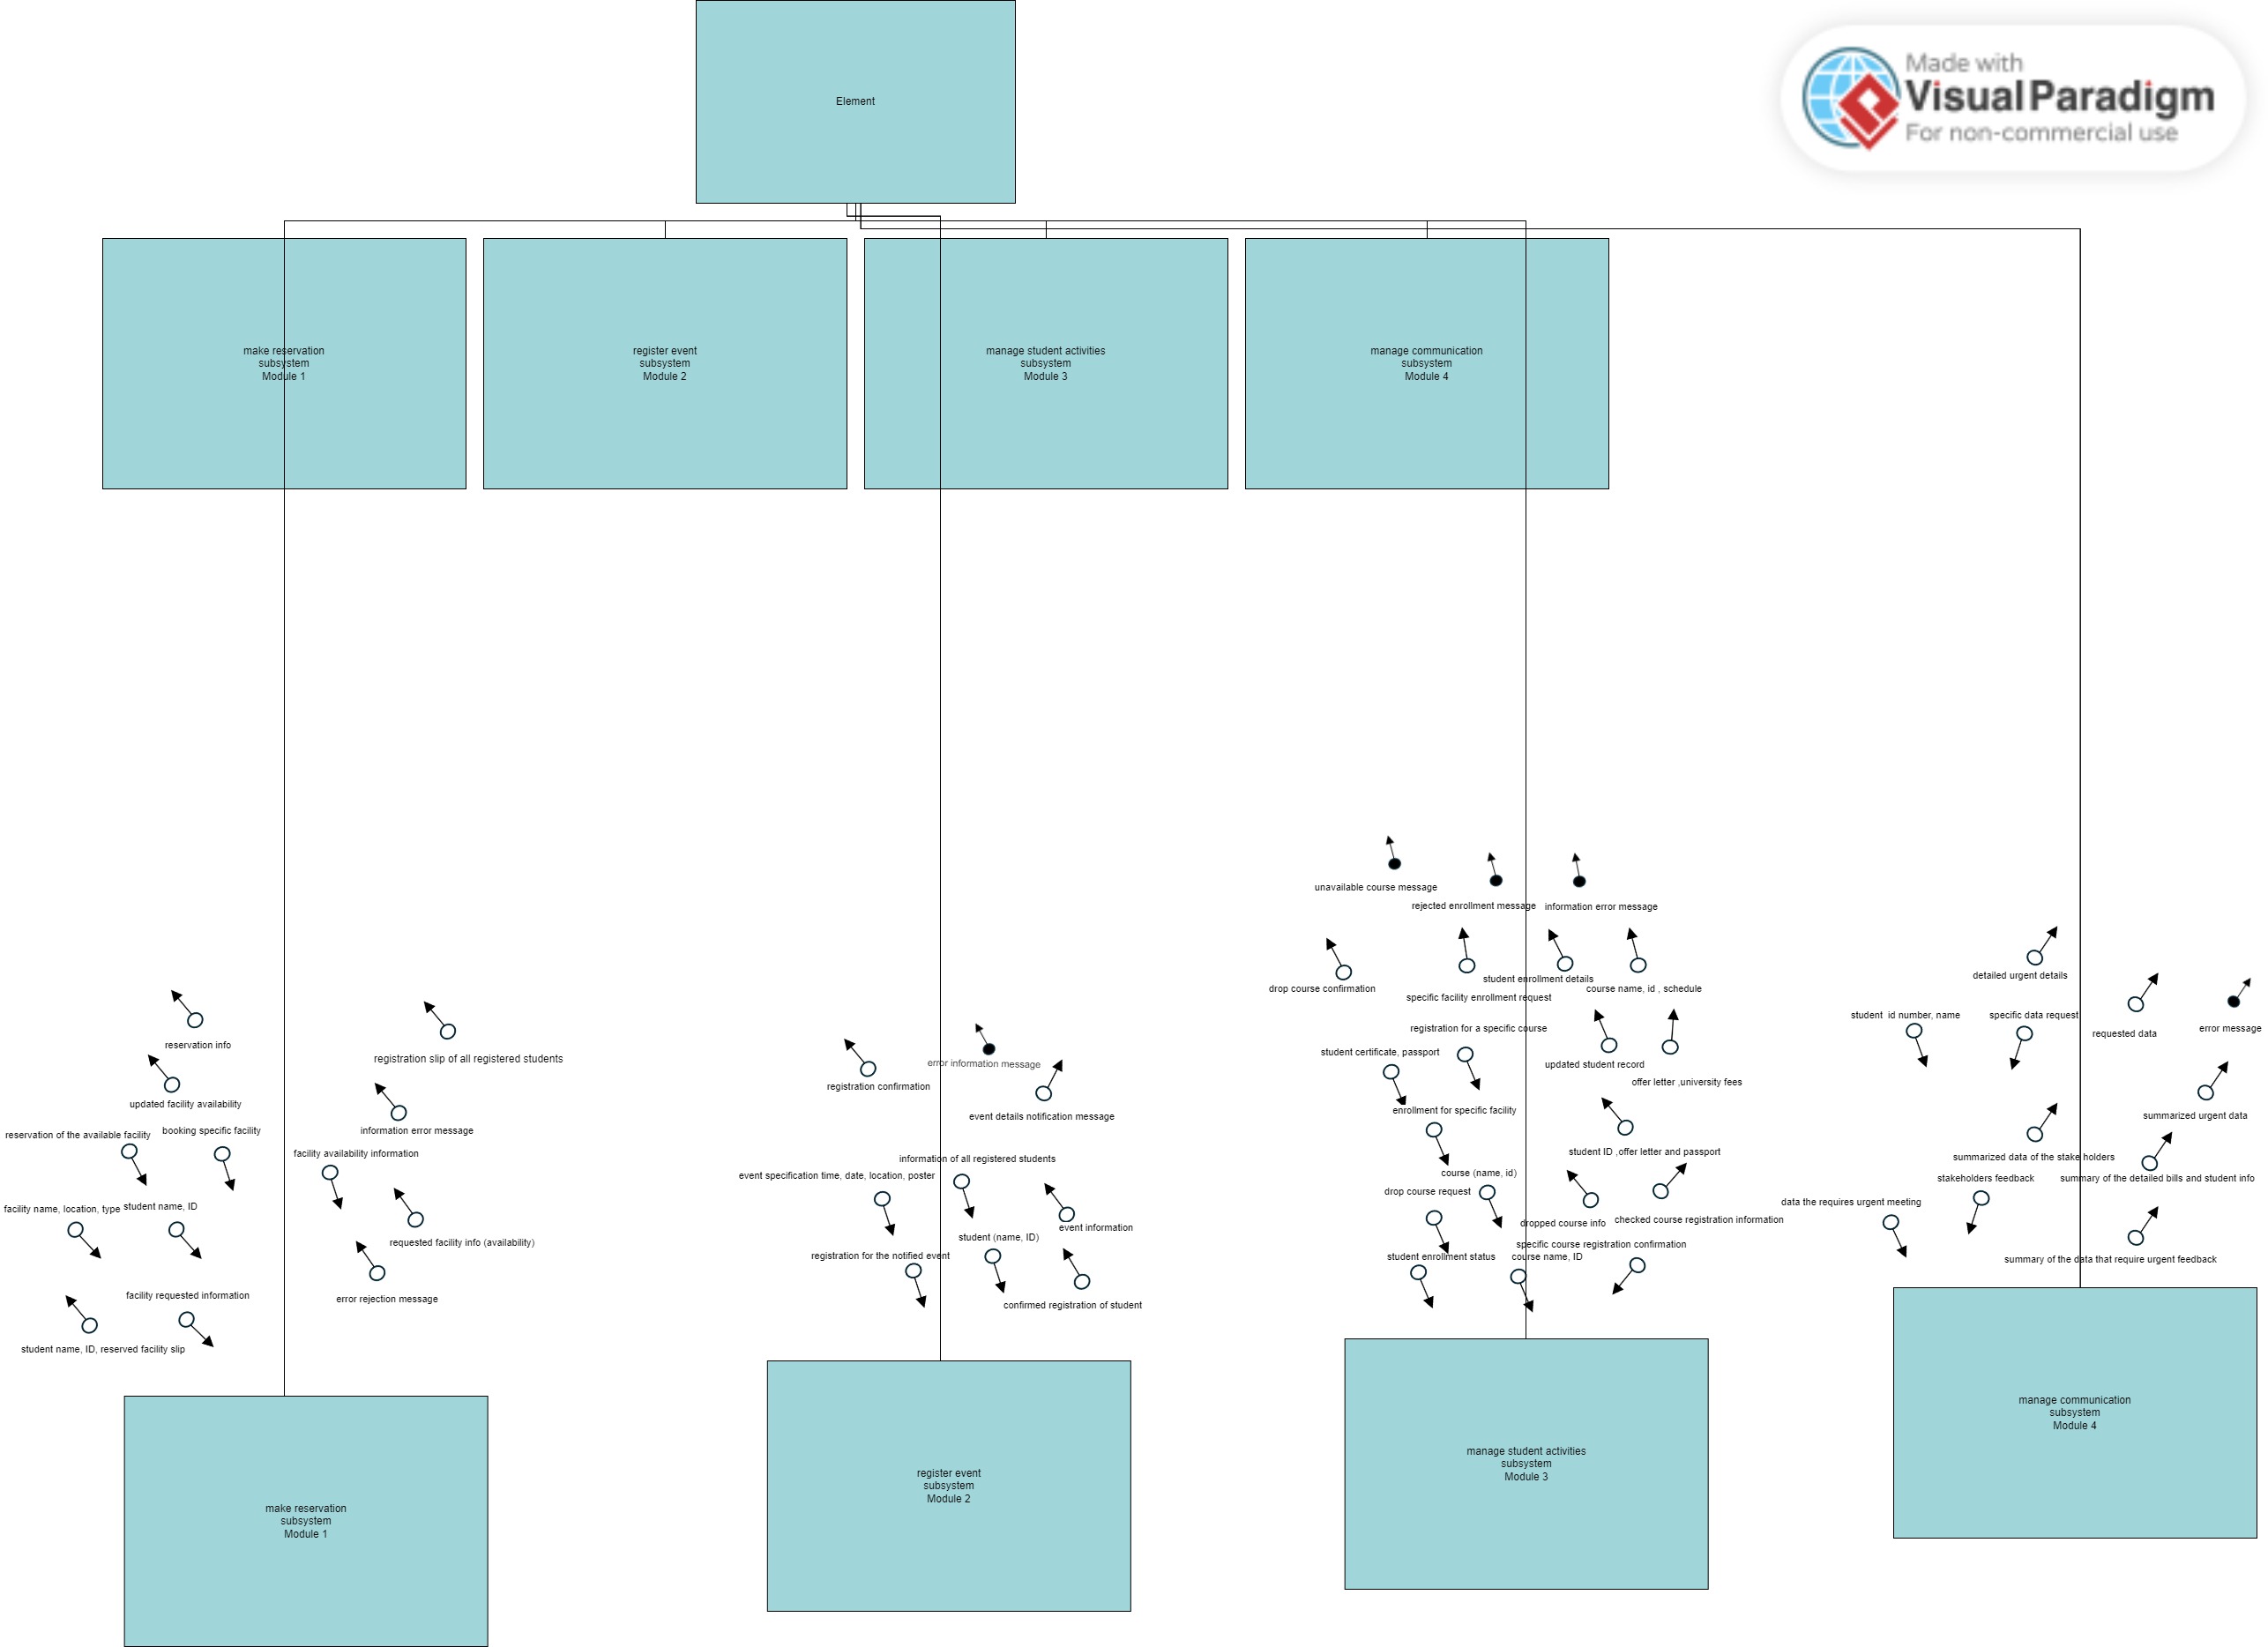 Made with
Visual Paradigm
For non-commercial use
Element
make reservation
subsystem
Module 1
register event
subsystem
Module 2
manage student activities
subsystem
Module 3
manage communication
subsystem
Module 4
reservation info
updated facility availability
reservation of the available facility
booking specific facility
facility name, location, type
student name, ID
facility requested information
student name, ID, reserved facility slip
registration slip of all registered students
information error message
facility availability information
requested facility info (availability)
error rejection message
make reservation
subsystem
Module 1
registration confirmation
error information message
event details notification message
information of all registered students
event specification time, date, location, poster
event information
student (name, ID)
registration for the notified event
confirmed registration of student
register event
subsystem
Module 2
unavailable course message
rejected enrollment message
information error message
drop course confirmation
student enrollment details
specific facility enrollment request
course name, id , schedule
registration for a specific course
student certificate, passport
updated student record
offer letter ,university fees
enrollment for specific facility
student ID ,offer letter and passport
course (name, id)
drop course request
dropped course info
checked course registration information
specific course registration confirmation
student enrollment status
course name, ID
manage student activities
subsystem
Module 3
detailed urgent details
student  id number, name
specific data request
requested data
error message
summarized urgent data
summarized data of the stake holders
stakeholders feedback
summary of the detailed bills and student info
data the requires urgent meeting
summary of the data that require urgent feedback
manage communication
subsystem
Module 4